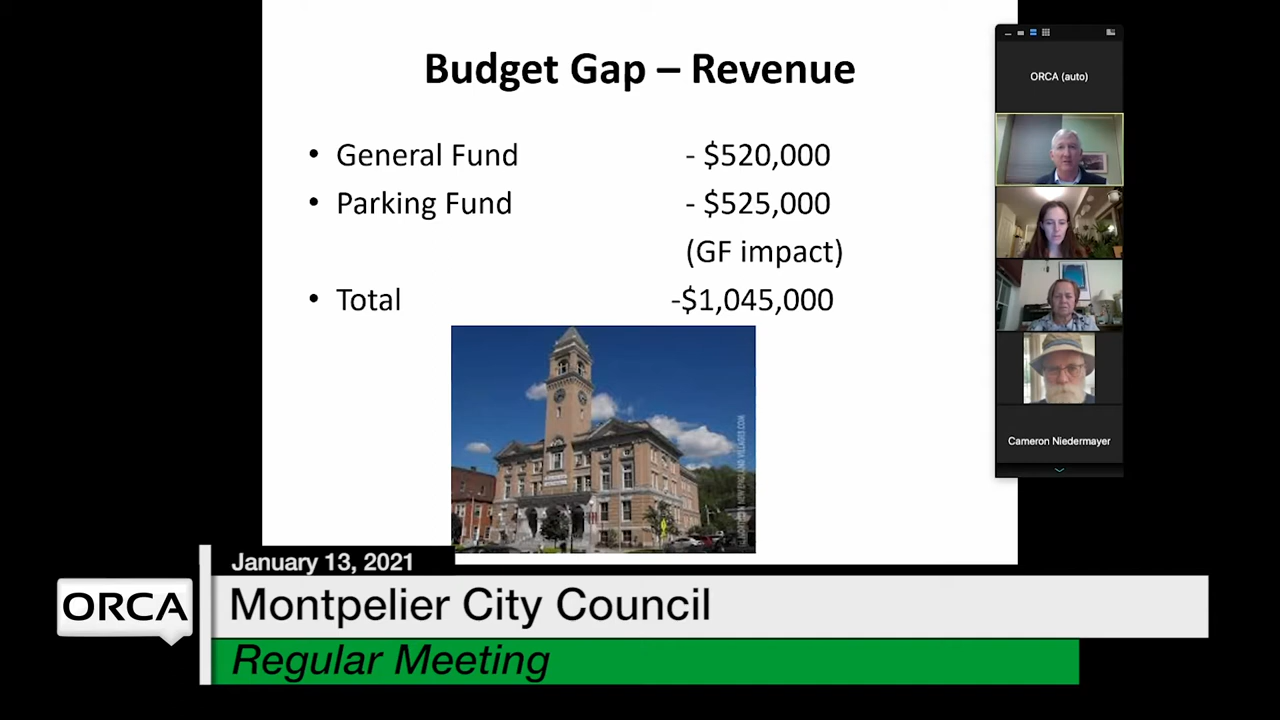 Budget Gap – Revenue
• General Fund - $520,000
• Parking Fund - $525,000
(GF impact)
• Total -$1,045,000
ORCA (auto)
Cameron Niedermayer
January 13, 2021
ORCA
Montpelier City Council
Regular Meeting